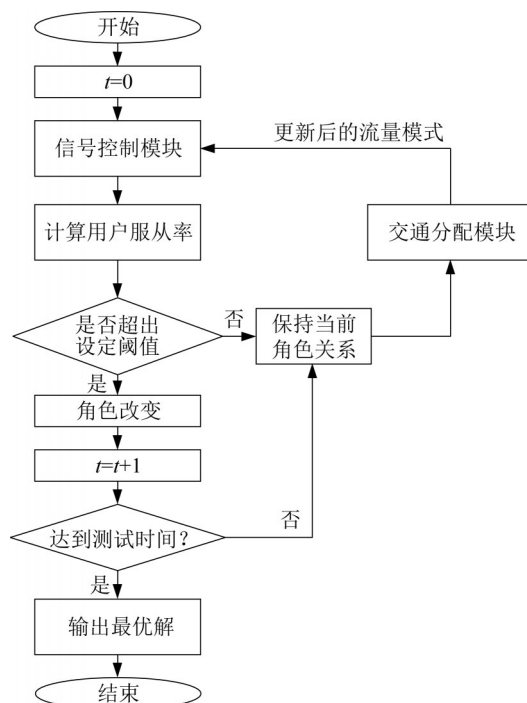 开始
t=0
更新后的流量模式
信号控制模块
计算用户服从率
交通分配模块
是否超出
设定阈值
否
保持当前
角色关系
是
角色改变
t=t+1
否
达到测试时间?
是
输出最优解
结束